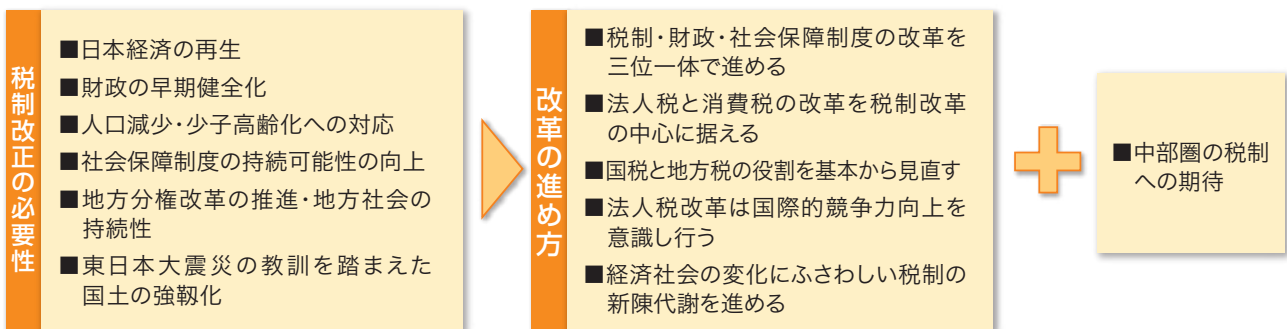 税制改正の必要性
■日本経済の再生
■財政の早期健全化
■人口減少・少子高齢化への対応
■社会保障制度の持続可能性の向上
■地方分権改革の推進・地方社会の
持続性
■東日本大震災の教訓を踏まえた
国土の強靱化
改革の進め方
■税制・財政・社会保障制度の改革を
三位一体で進める
■法人税と消費税の改革を税制改革
の中心に据える
■国税と地方税の役割を基本から見直す
■法人税改革は国際的競争力向上を
意識し行う
■経済社会の変化にふさわしい税制の
新陳代謝を進める
■中部圏の税制
への期待